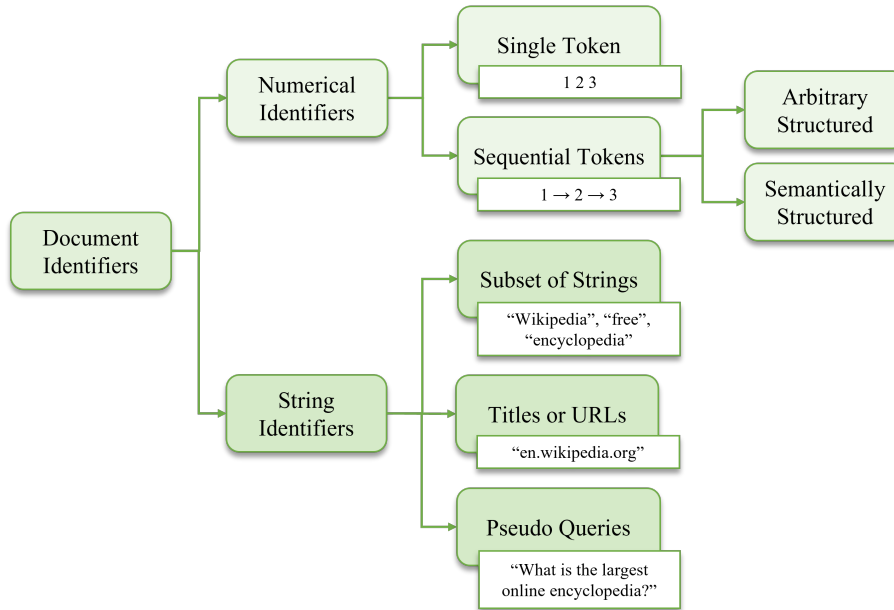 Document
Identifiers
Numerical
Identifiers
Single Token
1 2 3
Sequential Tokens
1 → 2 → 3
Arbitrary
Structured
Semantically
Structured
String
Identifiers
Subset of Strings
“Wikipedia”, “free”,
“encyclopedia”
Titles or URLs
“en.wikipedia.org”
Pseudo Queries
“What is the largest
online encyclopedia?”